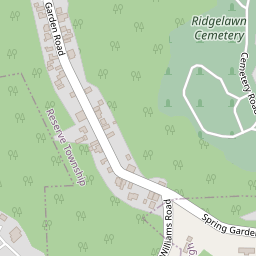 Garden Road
Ridgelawn
Cemetery
Cemetery Road
Reserve Township
Spring Garden
Williams Road